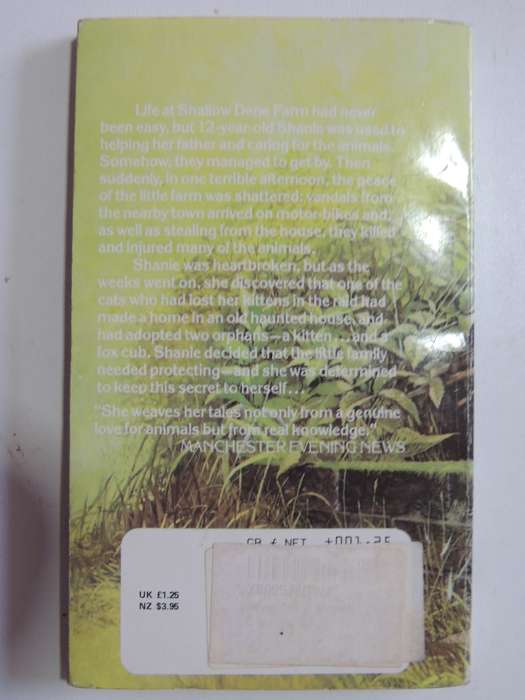 Life at Shallow Dene Farm had never
been easy, but 12-year-old Shanie was used to
helping her father and caring for the animals.
Somehow, they managed to get by. Then
suddenly, in one terrible afternoon, the peace
of the little farm was shattered: vandals from
the nearby town arrived on motor-bikes and,
as well as stealing from the house, they killed
and injured many of the animals.
Shanie was heartbroken, but as the
weeks went on, she discovered that one of the
cats who had lost her kittens in the raid had
made a home in an old haunted house, and
had adopted two orphans—a kitten...and a
fox cub. Shanie decided that the little family
needed protecting—and she was determined
to keep this secret to herself...
"She weaves her tales not only from a genuine
love for animals but from real knowledge."
MANCHESTER EVENING NEWS
GB £ NET +001.25
UK £1.25
NZ $3.95